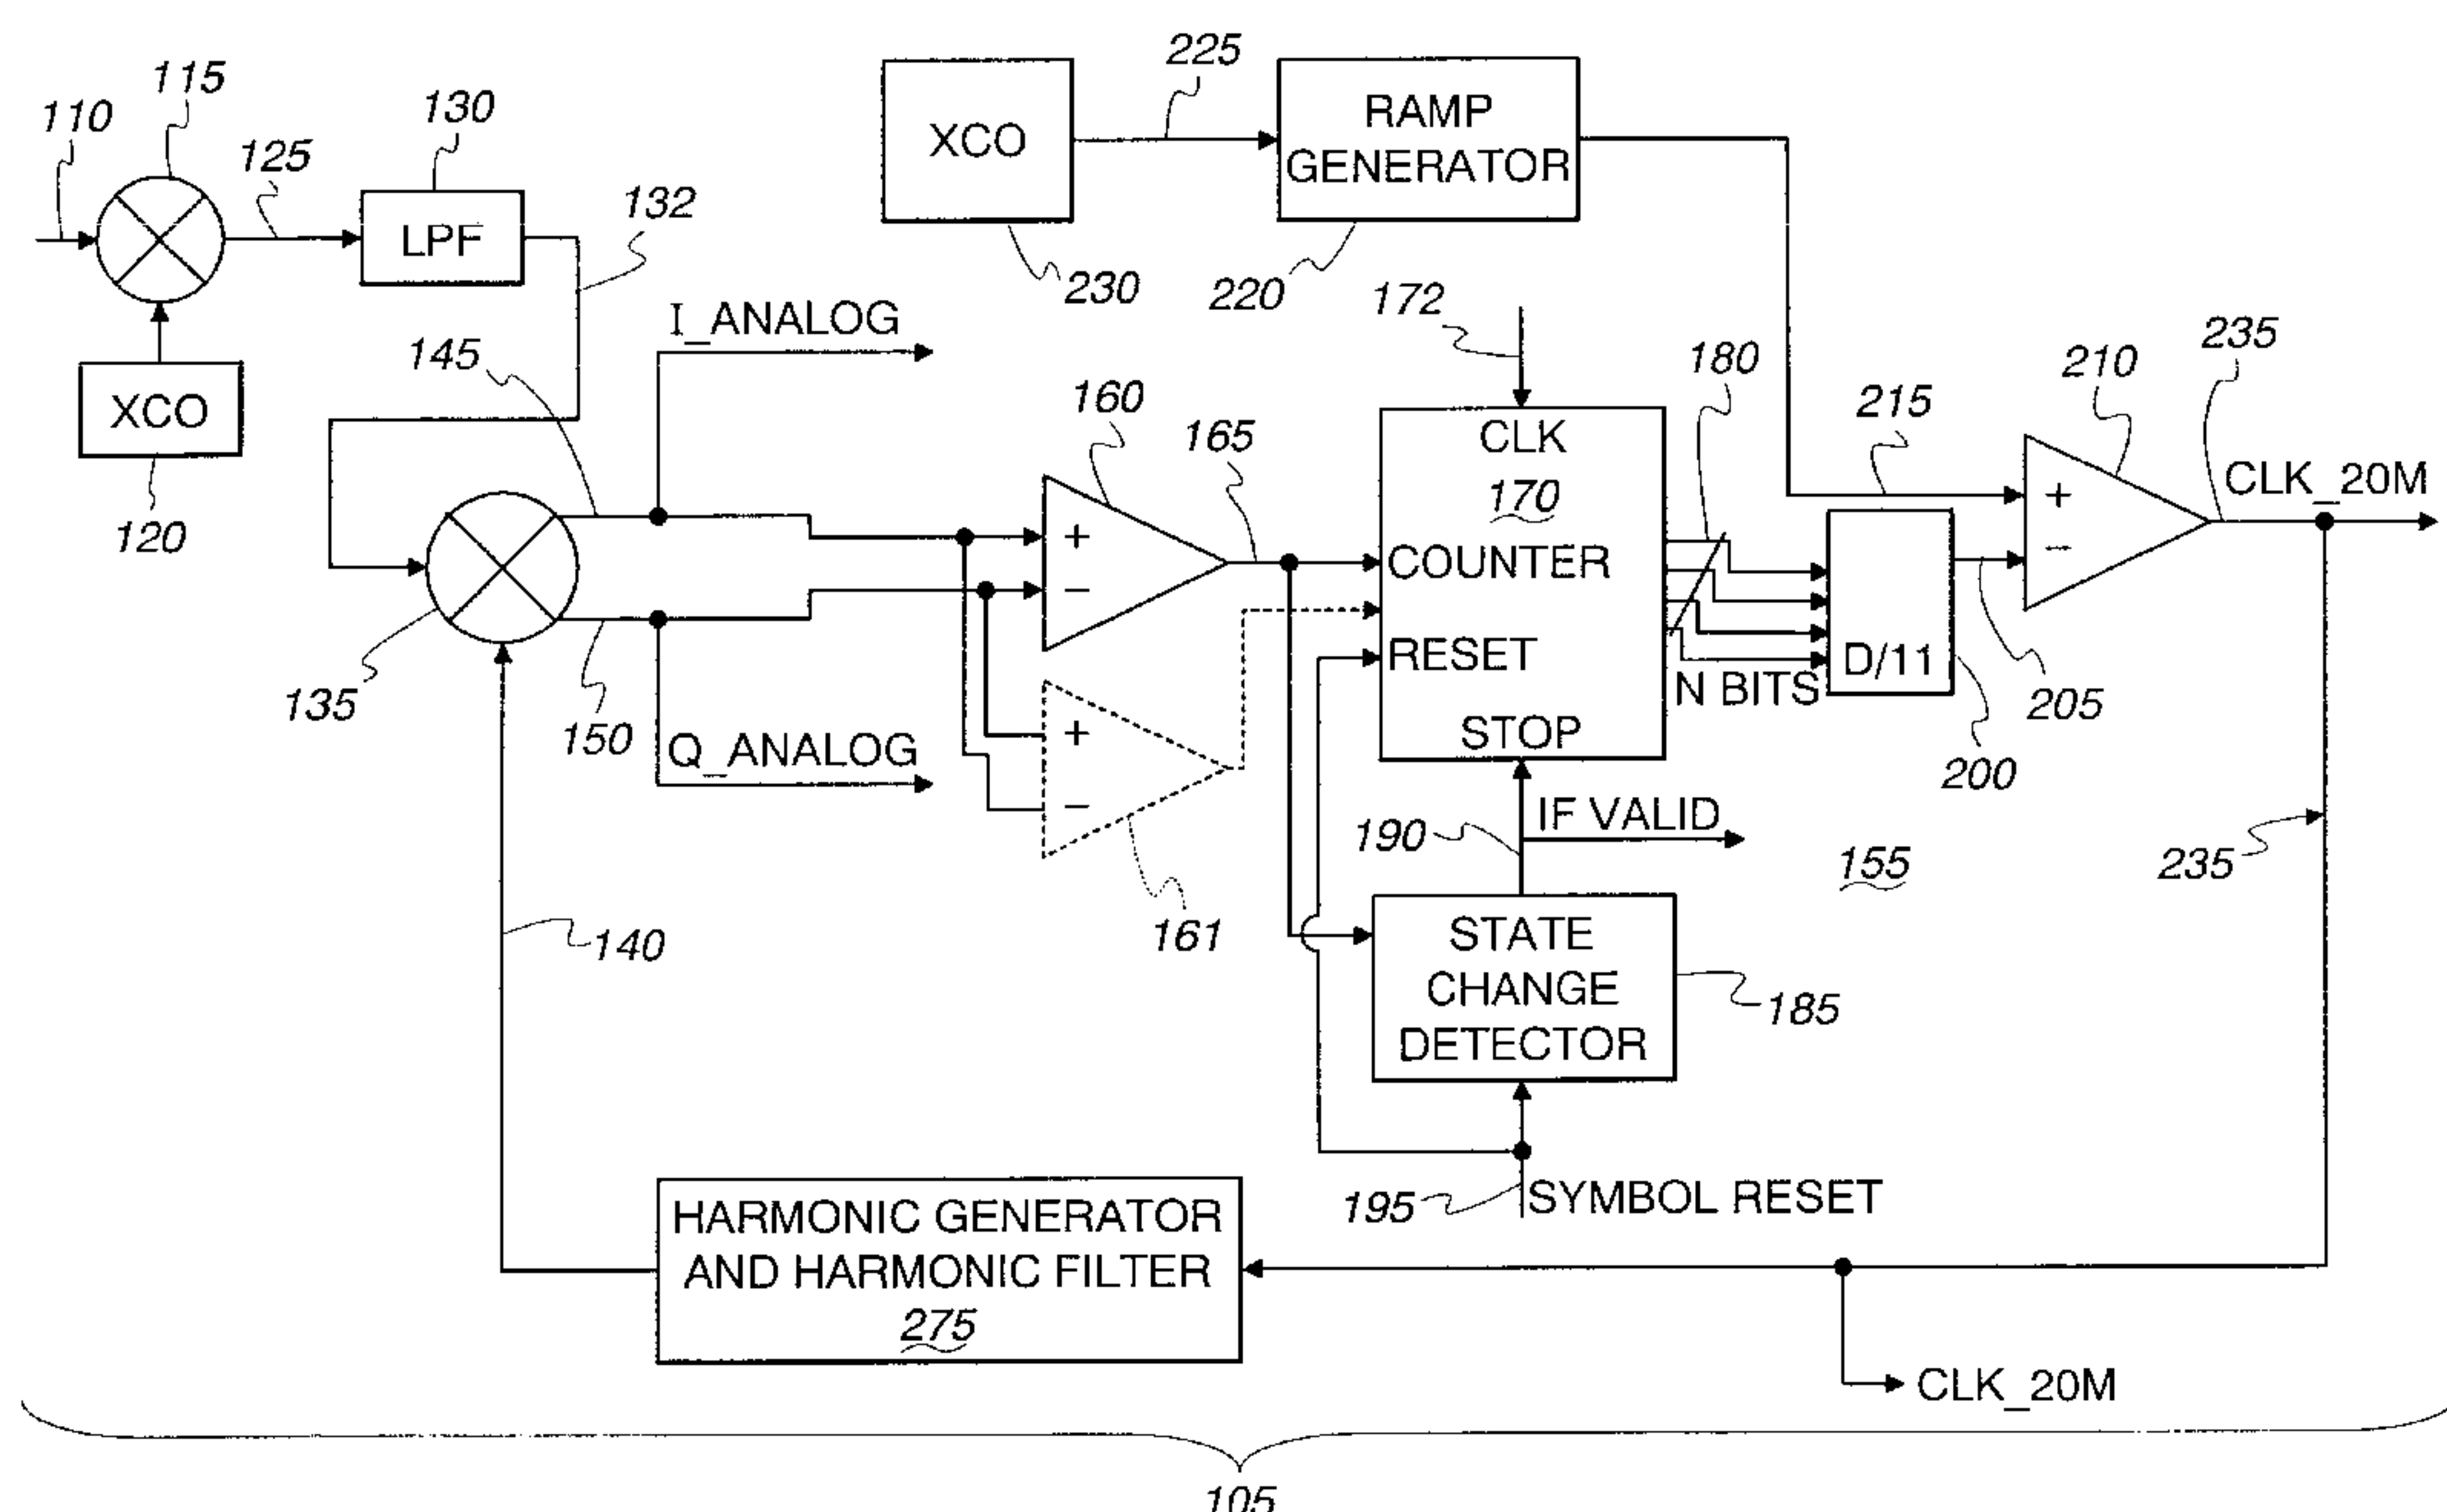 225
115
130
110
XCO
RAMP
GENERATOR
125
132
LPF
230
220
172
I_ANALOG
145
180
235
210
XCO
160
215
165
CLK
170
CLK_20M
120
+
+
COUNTER
−
−
RESET
D/11
135
N BITS
205
150
+
STOP
Q_ANALOG
200
−
IF VALID
190
155
235
161
STATE
CHANGE
DETECTOR
140
185
195
SYMBOL RESET
HARMONIC GENERATOR
AND HARMONIC FILTER
275
CLK_20M
105